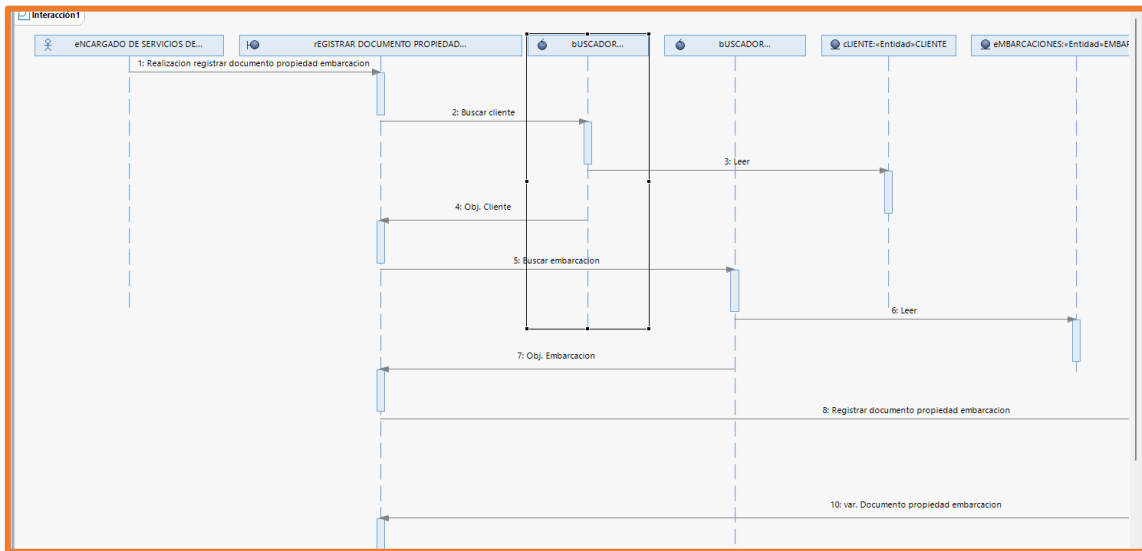 Interacción1
eNCARGADO DE SERVICIOS DE...
rEGISTRAR DOCUMENTO PROPIEDAD...
bUSCADOR...
bUSCADOR...
cLIENTE:«Entidad»CLIENTE
eMBARCACIONES:«Entidad»EMBAR
1: Realizacion registrar documento propiedad embarcacion
2: Buscar cliente
3: Leer
4: Obj. Cliente
5: Buscar embarcacion
6: Leer
7: Obj. Embarcacion
8: Registrar documento propiedad embarcacion
10: var. Documento propiedad embarcacion